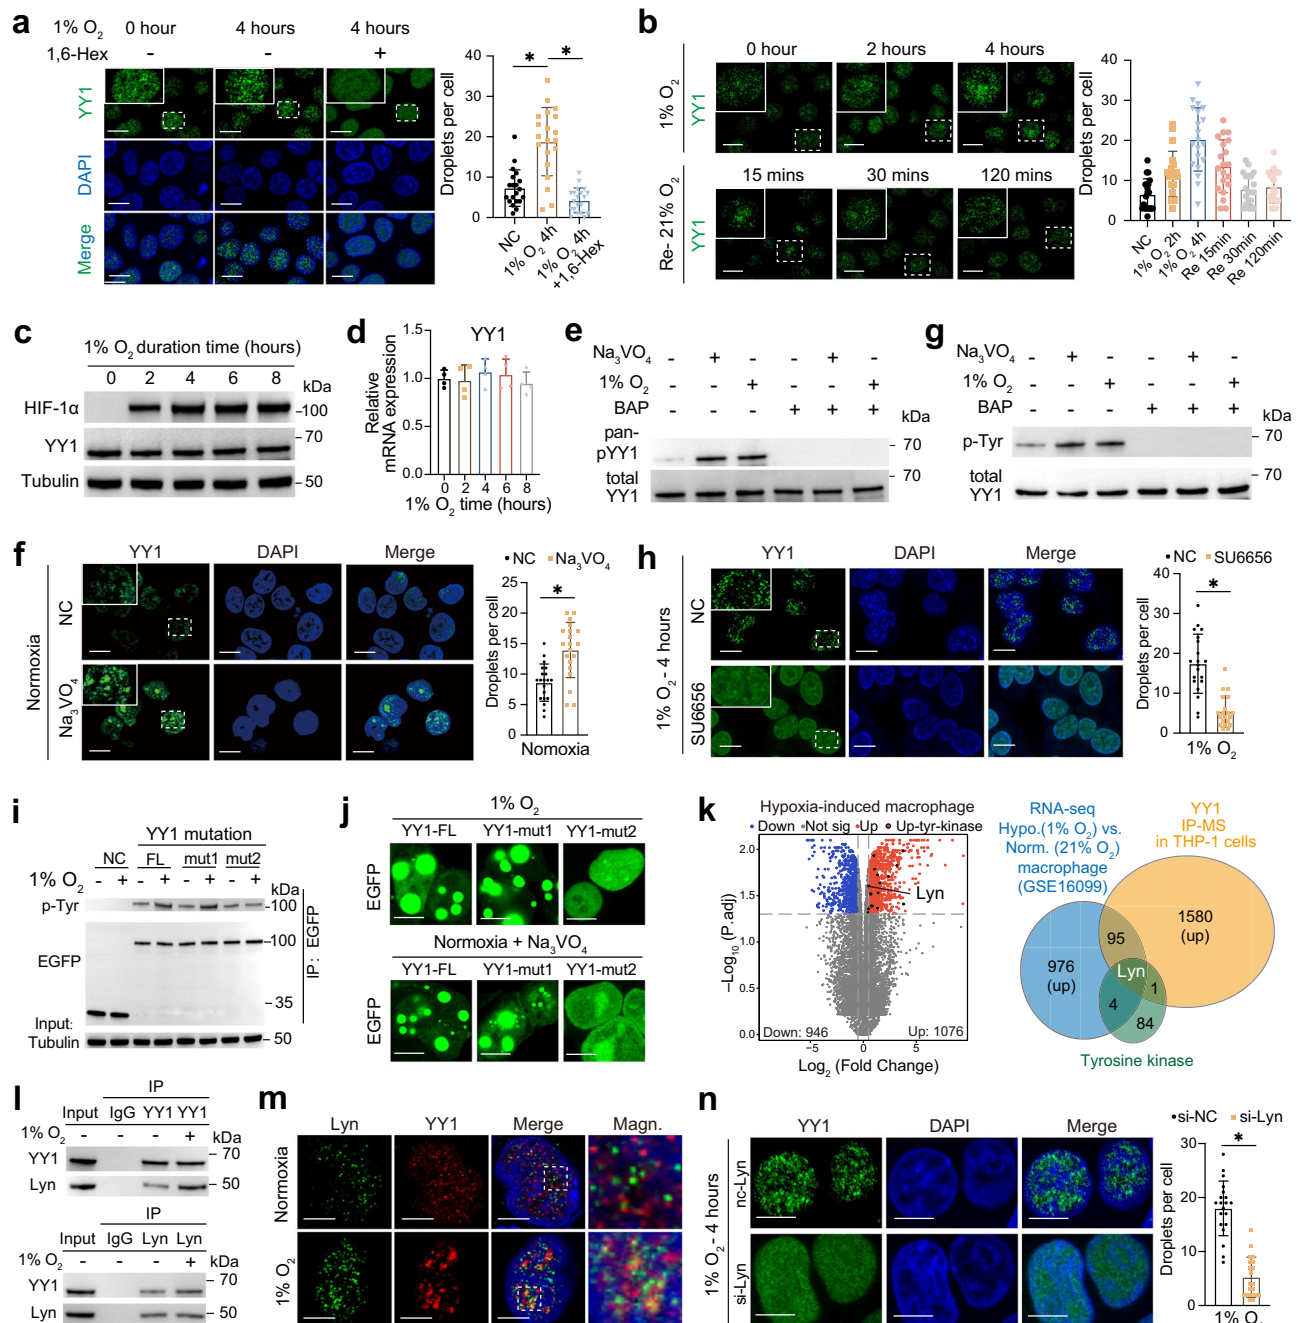 a
1% O2 0 hour 4 hours 4 hours
1,6-Hex - - +
YY1
DAPI
Merge
Droplets per cell
40
30
20
10
0
* *
NC
1% O2 4h
1% O2 4h
+1,6-Hex
b
0 hour 2 hours 4 hours
1% O2
YY1
15 mins 30 mins 120 mins
Re- 21% O2
YY1
Droplets per cell
40
30
20
10
0
NC
1% O2 2h
1% O2 4h
Re 15min
Re 30min
Re 120min
c
1% O2 duration time (hours)
0 2 4 6 8
kDa
HIF-1α
100
70
YY1
Tubulin
50
d
YY1
Relative
mRNA expression
1.5
1.0
0.5
0.0
0 2 4 6 8
1% O2 time (hours)
e
Na3VO4 - + - - + -
1% O2 - - + - - +
BAP - - - + + +
kDa
pan-
pYY1
70
total
YY1
70
g
Na3VO4 - + - - + -
1% O2 - - + - - +
BAP - - - + + +
kDa
p-Tyr
70
total
YY1
70
f
YY1 DAPI Merge
Normoxia
NC
Na3VO4
NC Na3VO4
Droplets per cell
25
20
15
10
5
0
*
Nomoxia
h
YY1 DAPI Merge
1% O2 - 4 hours
NC
SU6656
NC SU6656
Droplets per cell
40
30
20
10
0
*
1% O2
i
YY1 mutation
NC FL mut1 mut2
1% O2 - + - + - + - +
kDa
p-Tyr
100
100
EGFP
35
IP: EGFP
Input:
Tubulin
50
j
1% O2
YY1-FL YY1-mut1 YY1-mut2
EGFP
Normoxia + Na3VO4
YY1-FL YY1-mut1 YY1-mut2
EGFP
k
Hypoxia-induced macrophage
Down Not sig Up Up-tyr-kinase
−Log10 (P.adj)
2.0
1.5
1.0
0.5
0.0
Lyn
Down: 946 Up: 1076
−5 0 5
Log2 (Fold Change)
RNA-seq
Hypo.(1% O2) vs.
Norm. (21% O2)
macrophage
(GSE16099)
YY1
IP-MS
in THP-1 cells
1580
(up)
95
976
(up)
Lyn
1
4
84
Tyrosine kinase
l
IP
Input IgG YY1 YY1
1% O2 - - - +
kDa
YY1
70
Lyn
50
IP
Input IgG Lyn Lyn
1% O2 - - - +
kDa
YY1
70
Lyn
50
m
Lyn YY1 Merge Magn.
Normoxia
1% O2
n
YY1 DAPI Merge
1% O2 - 4 hours
nc-Lyn
si-Lyn
si-NC si-Lyn
Droplets per cell
30
20
10
0
*
1% O2